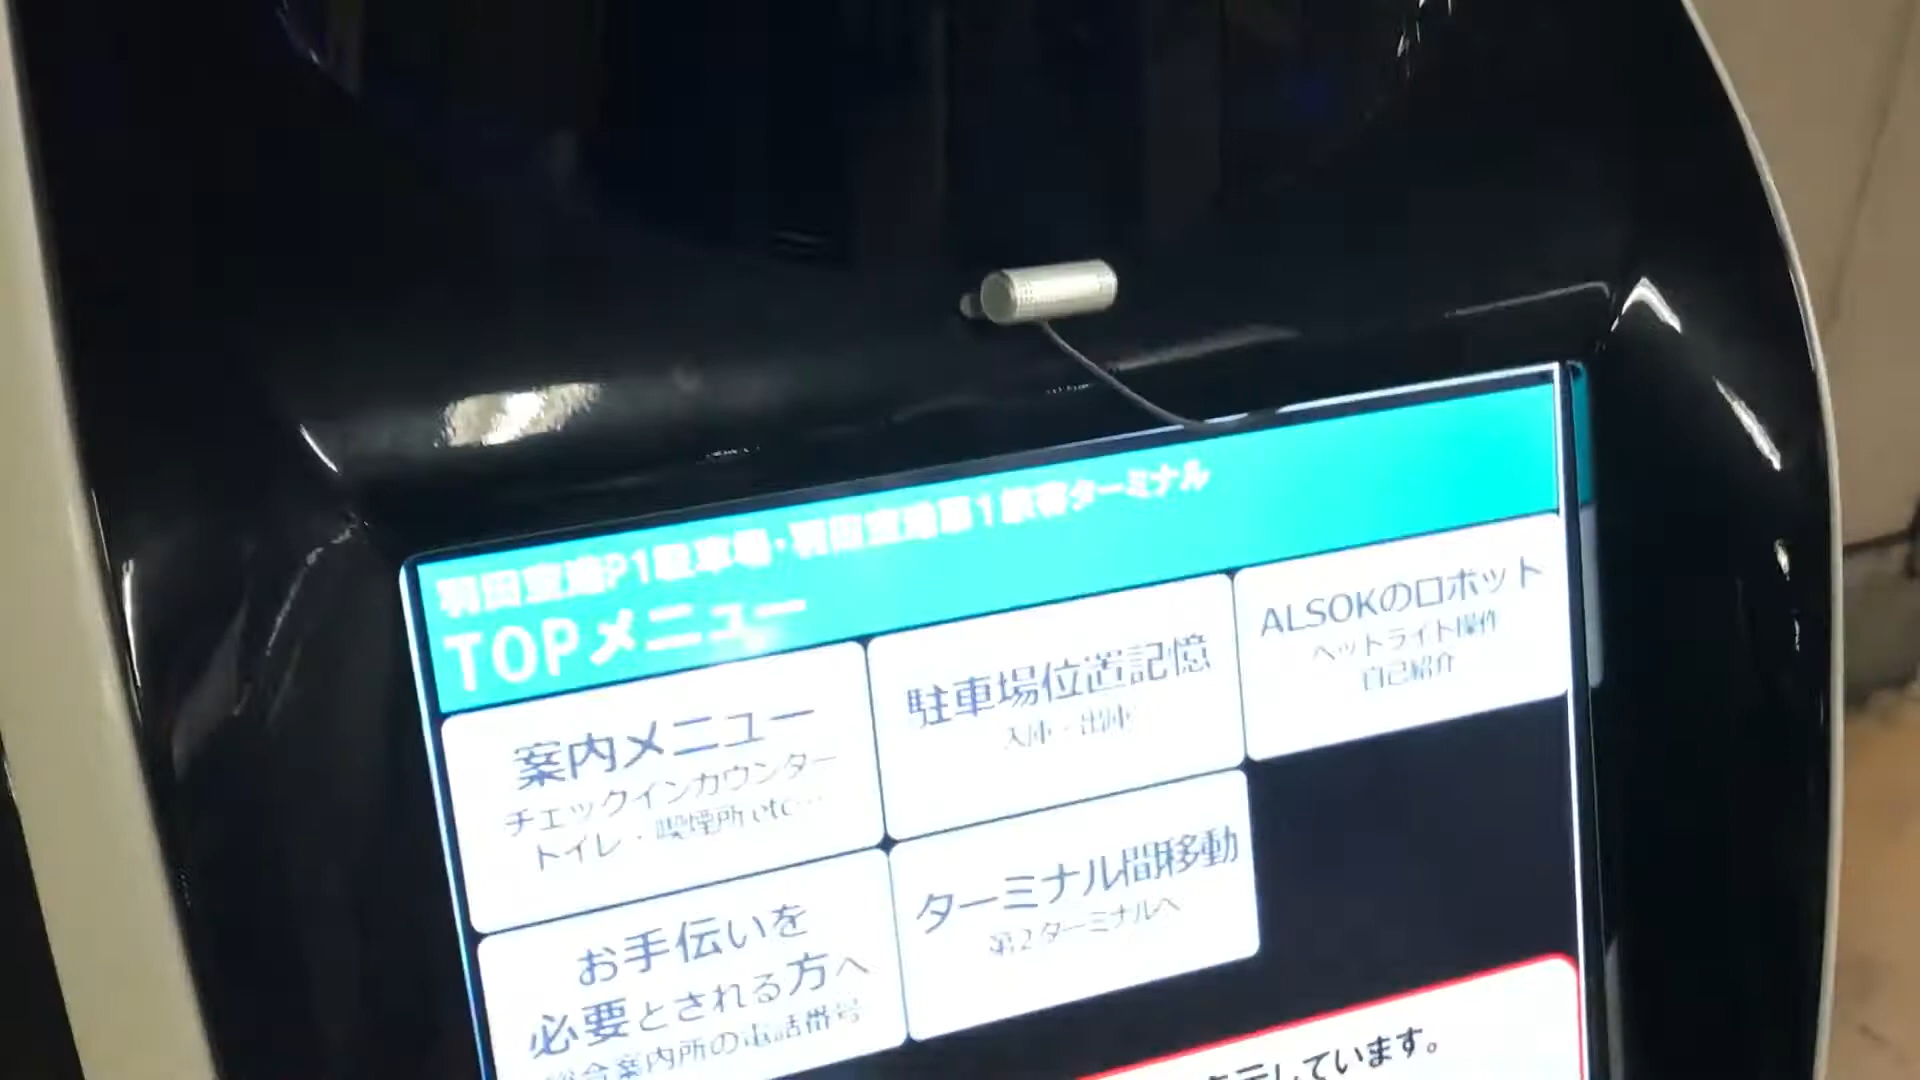 羽田空港P1駐車場・羽田空港第1旅客ターミナル
TOPメニュー
案内メニュー
チェックインカウンター
トイレ・喫煙所 etc…
駐車場位置記憶
入庫・出庫
ALSOKのロボット
ヘッドライト操作
自己紹介
お手伝いを
必要とされる方へ
総合案内所の電話番号
ターミナル間移動
第2ターミナルへ
示しています。